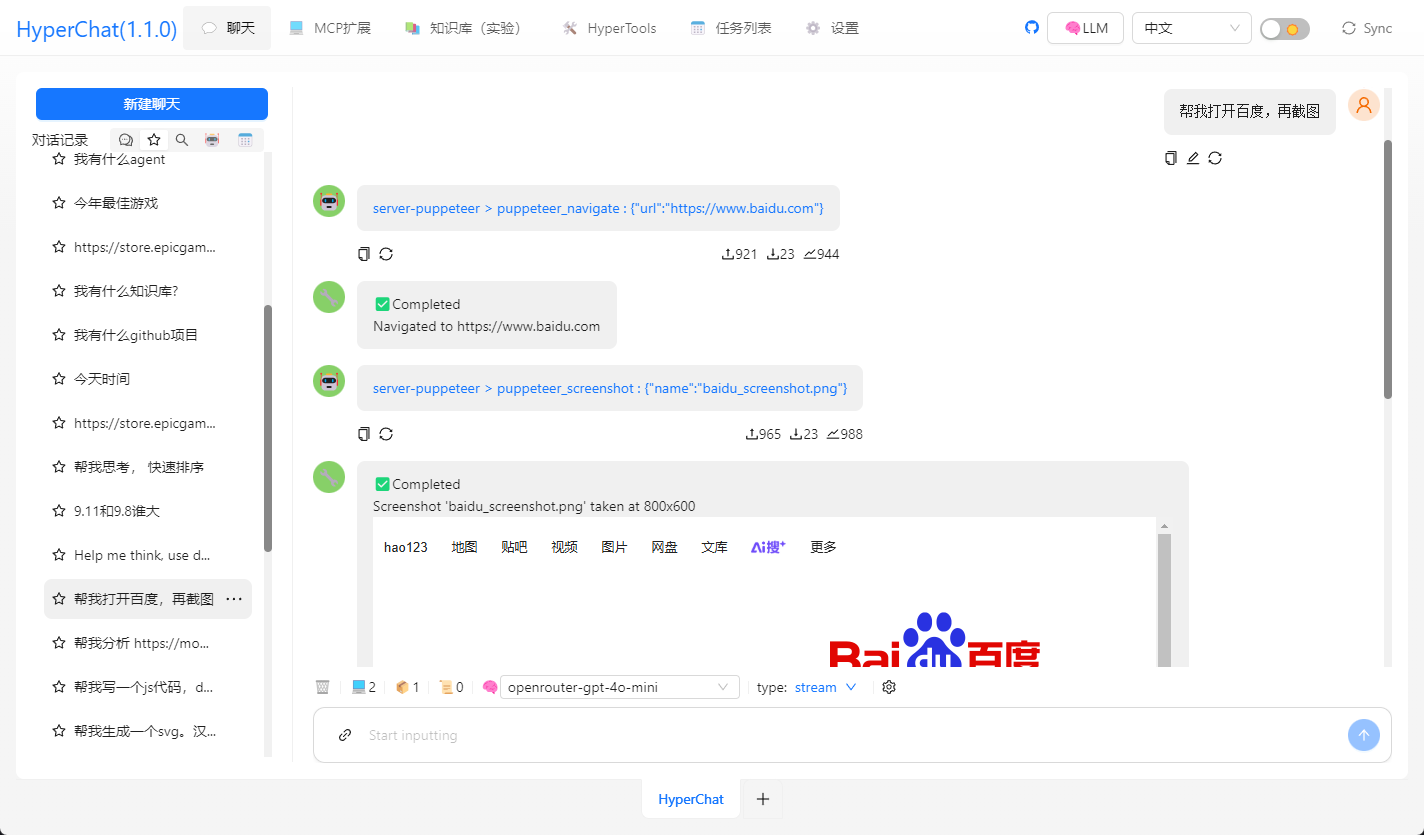 HyperChat(1.1.0) 聊天 MCP扩展 知识库（实验） HyperTools 任务列表 设置 LLM 中文 Sync
新建聊天
对话记录
我有什么agent
今年最佳游戏
https://store.epicgam...
我有什么知识库?
我有什么github项目
今天时间
https://store.epicgam...
帮我思考， 快速排序
9.11和9.8谁大
Help me think, use d...
帮我打开百度，再截图 ···
帮我分析 https://mo...
帮我写一个js代码，d...
帮我生成一个svg。汉...
帮我打开百度，再截图
server-puppeteer > puppeteer_navigate : {"url":"https://www.baidu.com"}
921 23 944
Completed
Navigated to https://www.baidu.com
server-puppeteer > puppeteer_screenshot : {"name":"baidu_screenshot.png"}
965 23 988
Completed
Screenshot 'baidu_screenshot.png' taken at 800x600
hao123 地图 贴吧 视频 图片 网盘 文库 Ai搜+ 更多
Bai du 百度
2 1 0 openrouter-gpt-4o-mini type: stream
Start inputting
HyperChat +